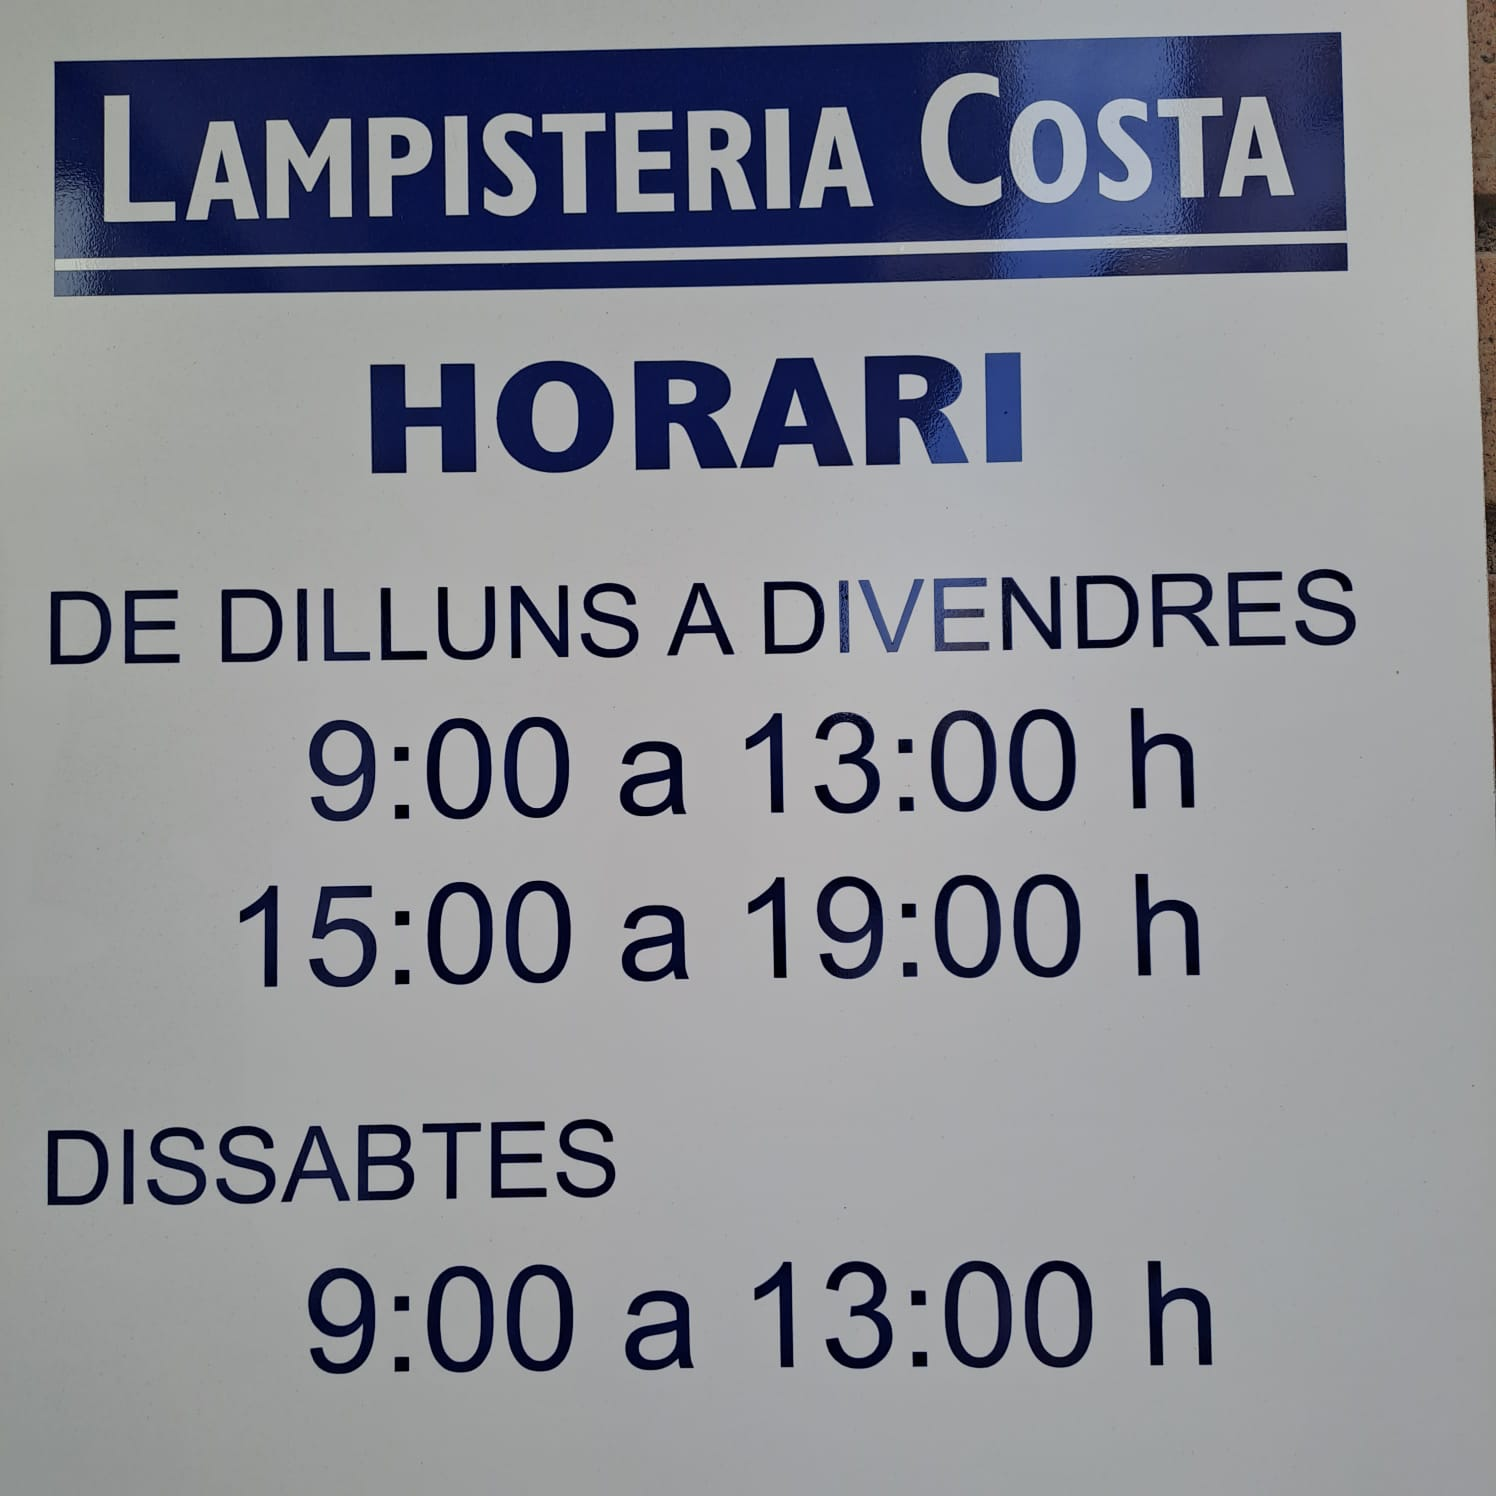 LAMPISTERIA COSTA
HORARI
DE DILLUNS A DIVENDRES
9:00 a 13:00 h
15:00 a 19:00 h
DISSABTES
9:00 a 13:00 h